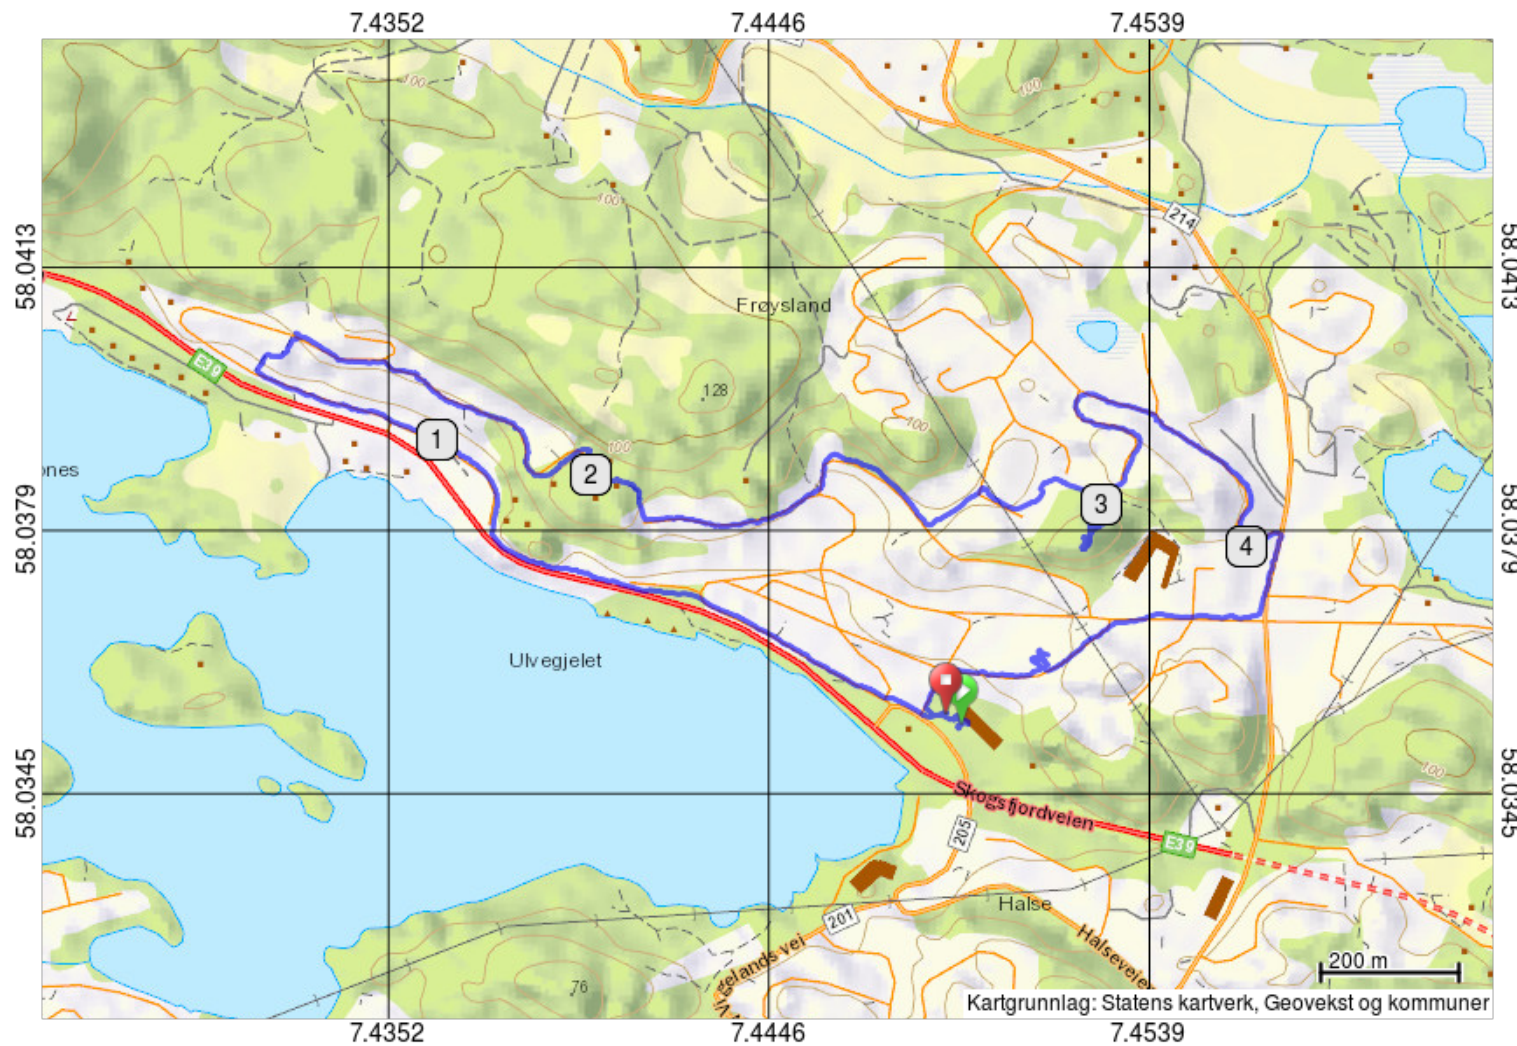 7.4352
7.4446
7.4539
100
100
100
214
58.0413
58.0413
Frøysland
E39
128
100
100
1
2
3
4
ones
58.0379
58.0379
Ulvegjelet
58.0345
58.0345
100
Skogsfjordveien
E39
205
201
Halse
Halseveien
elands vei
76
200 m
Kartgrunnlag: Statens kartverk, Geovekst og kommuner
7.4352
7.4446
7.4539